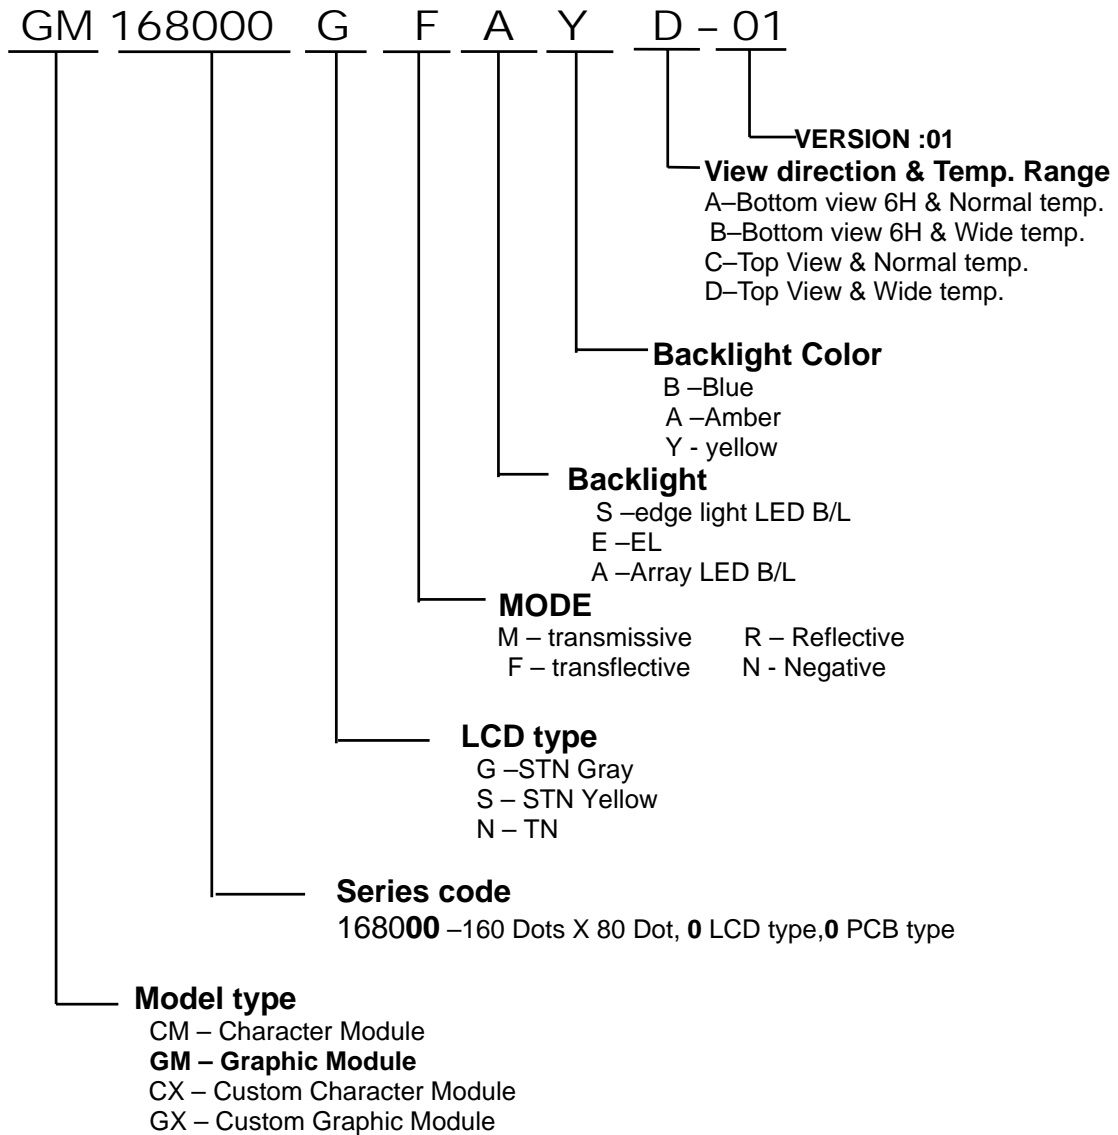 GM 168000 G F A Y D – 01
VERSION :01
View direction & Temp. Range
A–Bottom view 6H & Normal temp.
B–Bottom view 6H & Wide temp.
C–Top View & Normal temp.
D–Top View & Wide temp.
Backlight Color
B –Blue
A –Amber
Y - yellow
Backlight
S –edge light LED B/L
E –EL
A –Array LED B/L
MODE
M – transmissive R – Reflective
F – transflective N - Negative
LCD type
G –STN Gray
S – STN Yellow
N – TN
Series code
168000 –160 Dots X 80 Dot, 0 LCD type,0 PCB type
Model type
CM – Character Module
GM – Graphic Module
CX – Custom Character Module
GX – Custom Graphic Module